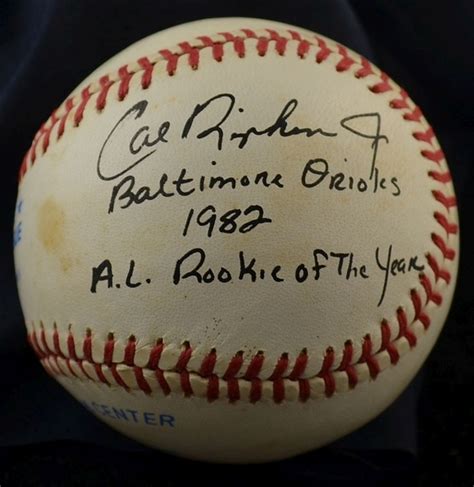 Cal Ripken Jr
Baltimore Orioles
1982
A.L. Rookie of The Year
CENTER